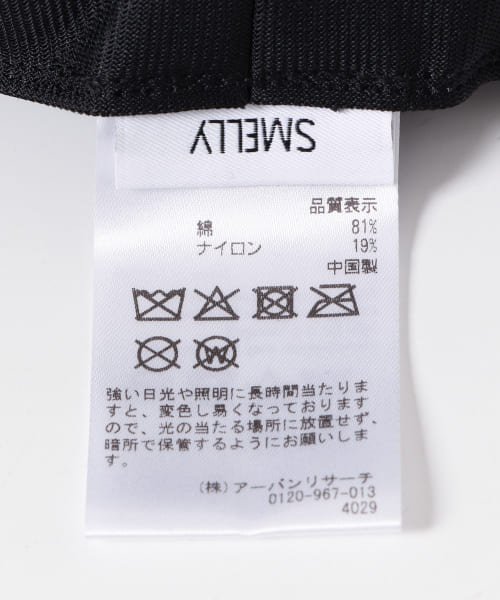 SMELLY
品質表示
綿 81%
ナイロン 19%
中国製
強い日光や照明に長時間当たりま
すと、変色し易くなっております
ので、光の当たる場所に放置せず、
暗所で保管するようにお願いしま
す。
(株)アーバンリサーチ
0120-967-013
4029